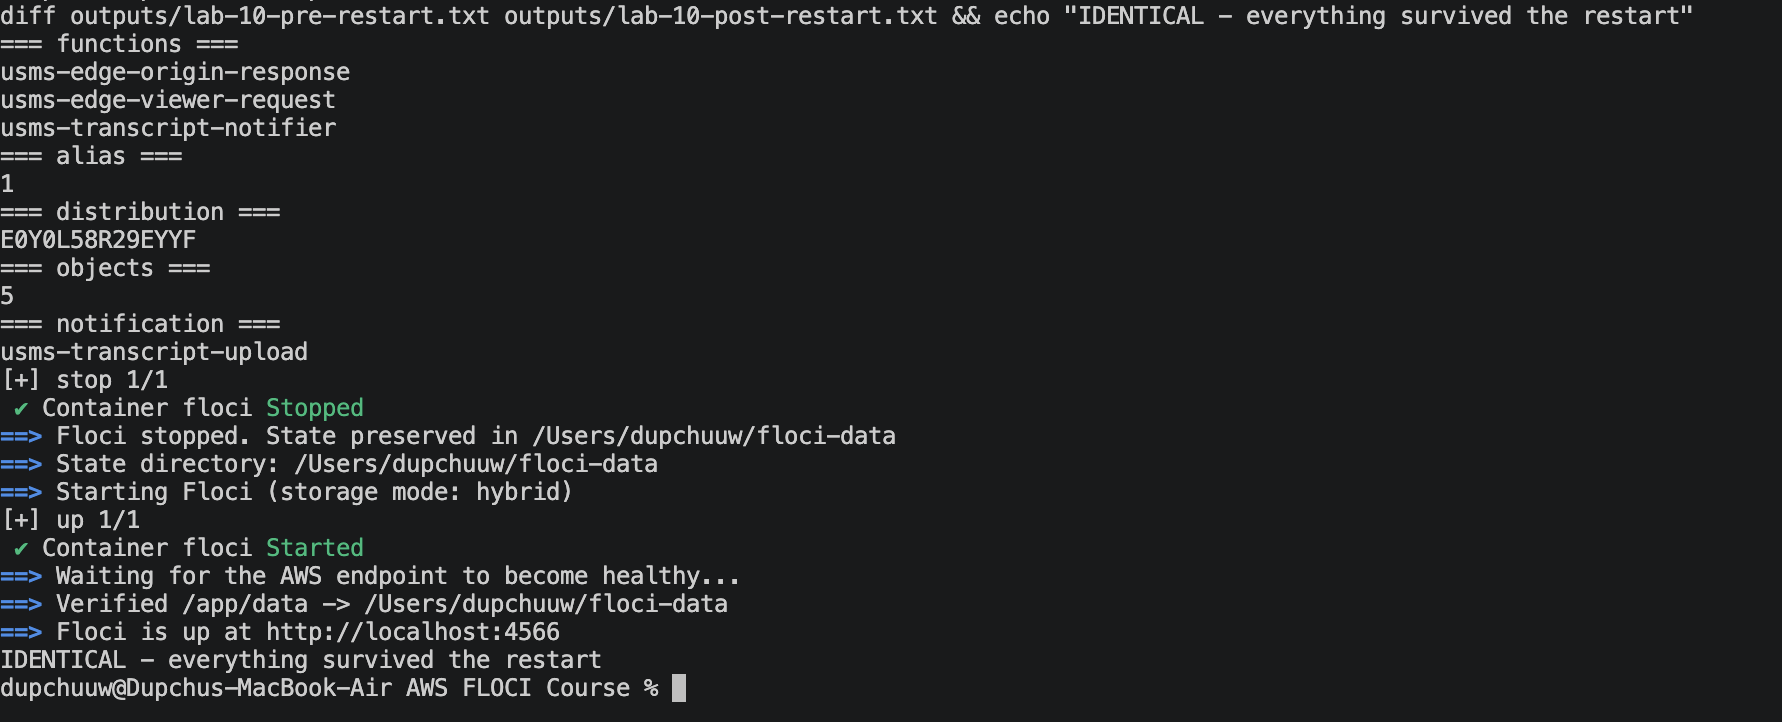 diff outputs/lab-10-pre-restart.txt outputs/lab-10-post-restart.txt && echo "IDENTICAL - everything survived the restart"
=== functions ===
usms-edge-origin-response
usms-edge-viewer-request
usms-transcript-notifier
=== alias ===
1
=== distribution ===
E0Y0L58R29EYYF
=== objects ===
5
=== notification ===
usms-transcript-upload
[+] stop 1/1
✔ Container floci Stopped
==> Floci stopped. State preserved in /Users/dupchuuw/floci-data
==> State directory: /Users/dupchuuw/floci-data
==> Starting Floci (storage mode: hybrid)
[+] up 1/1
✔ Container floci Started
==> Waiting for the AWS endpoint to become healthy...
==> Verified /app/data -> /Users/dupchuuw/floci-data
==> Floci is up at http://localhost:4566
IDENTICAL - everything survived the restart
dupchuuw@Dupchus-MacBook-Air AWS FLOCI Course %